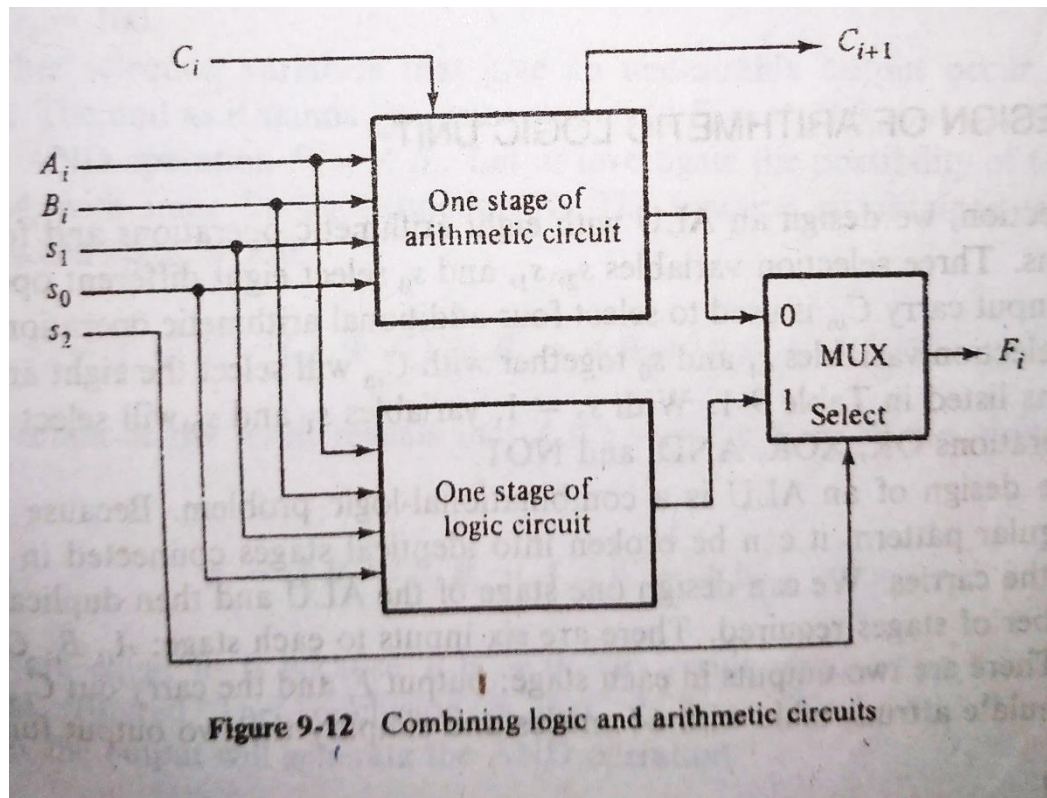 C_i
C_{i+1}
A_i
B_i
s_1
s_0
s_2
One stage of
arithmetic circuit
0
MUX
F_i
1
Select
One stage of
logic circuit
Figure 9-12 Combining logic and arithmetic circuits